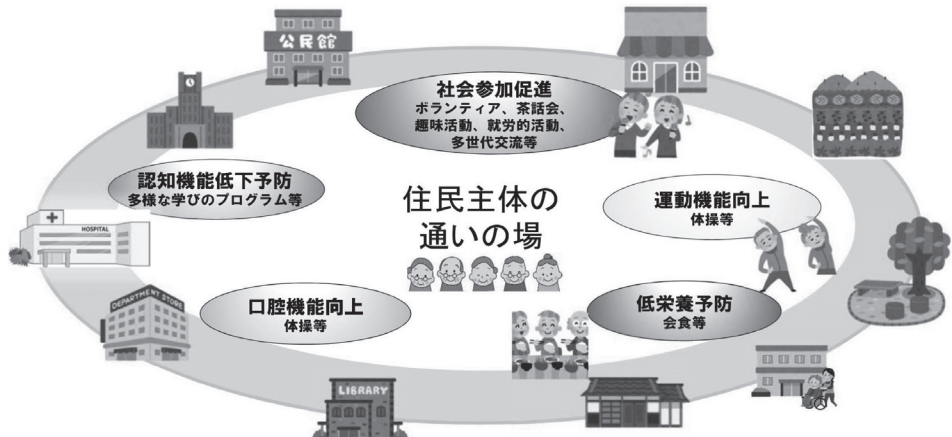 公民館
社会参加促進
ボランティア、茶話会、
趣味活動、就労的活動、
多世代交流等
認知機能低下予防
多様な学びのプログラム等
住民主体の
通いの場
運動機能向上
体操等
HOSPITAL
DEPARTMENT STORE
口腔機能向上
体操等
低栄養予防
会食等
LIBRARY